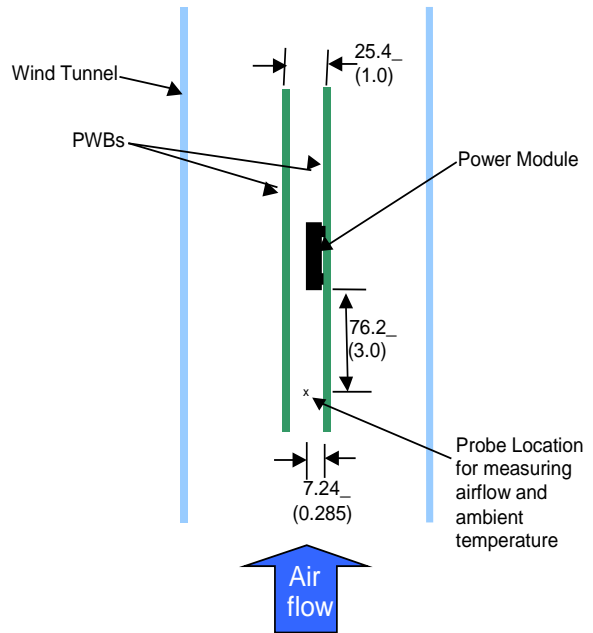 25.4_
(1.0)
Wind Tunnel
PWBs
Power Module
76.2_
(3.0)
x
Probe Location
for measuring
airflow and
ambient
temperature
7.24_
(0.285)
Air
flow